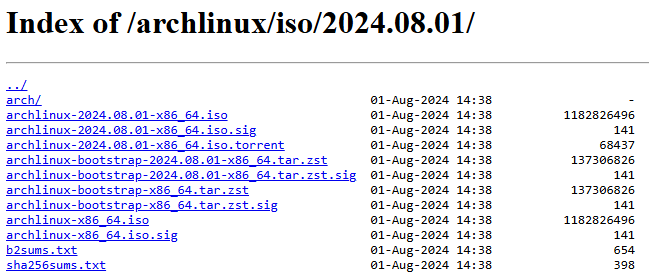 Index of /archlinux/iso/2024.08.01/
../
arch/ 01-Aug-2024 14:38 -
archlinux-2024.08.01-x86_64.iso 01-Aug-2024 14:38 1182826496
archlinux-2024.08.01-x86_64.iso.sig 01-Aug-2024 14:38 141
archlinux-2024.08.01-x86_64.iso.torrent 01-Aug-2024 14:38 68437
archlinux-bootstrap-2024.08.01-x86_64.tar.zst 01-Aug-2024 14:38 137306826
archlinux-bootstrap-2024.08.01-x86_64.tar.zst.sig 01-Aug-2024 14:38 141
archlinux-bootstrap-x86_64.tar.zst 01-Aug-2024 14:38 137306826
archlinux-bootstrap-x86_64.tar.zst.sig 01-Aug-2024 14:38 141
archlinux-x86_64.iso 01-Aug-2024 14:38 1182826496
archlinux-x86_64.iso.sig 01-Aug-2024 14:38 141
b2sums.txt 01-Aug-2024 14:38 654
sha256sums.txt 01-Aug-2024 14:38 398